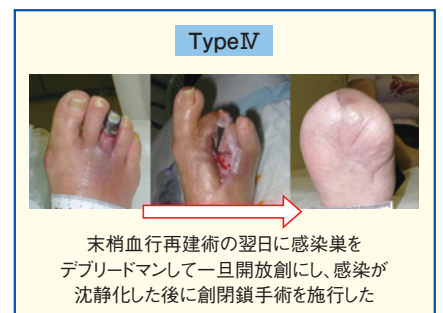 TypeⅣ
末梢血行再建術の翌日に感染巣を
デブリードマンして一旦開放創にし、感染が
沈静化した後に創閉鎖手術を施行した